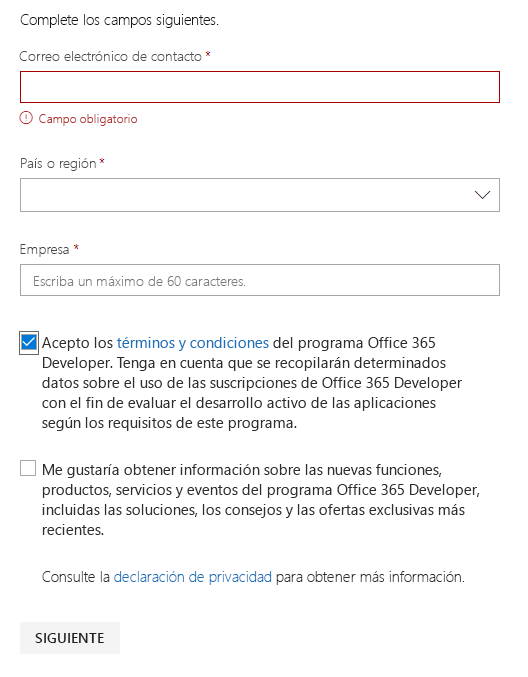 Complete los campos siguientes.
Correo electrónico de contacto *
Campo obligatorio
País o región *
Empresa *
Escriba un máximo de 60 caracteres.
Acepto los términos y condiciones del programa Office 365
Developer. Tenga en cuenta que se recopilarán determinados
datos sobre el uso de las suscripciones de Office 365 Developer
con el fin de evaluar el desarrollo activo de las aplicaciones
según los requisitos de este programa.
Me gustaría obtener información sobre las nuevas funciones,
productos, servicios y eventos del programa Office 365 Developer,
incluidas las soluciones, los consejos y las ofertas exclusivas más
recientes.
Consulte la declaración de privacidad para obtener más información.
SIGUIENTE